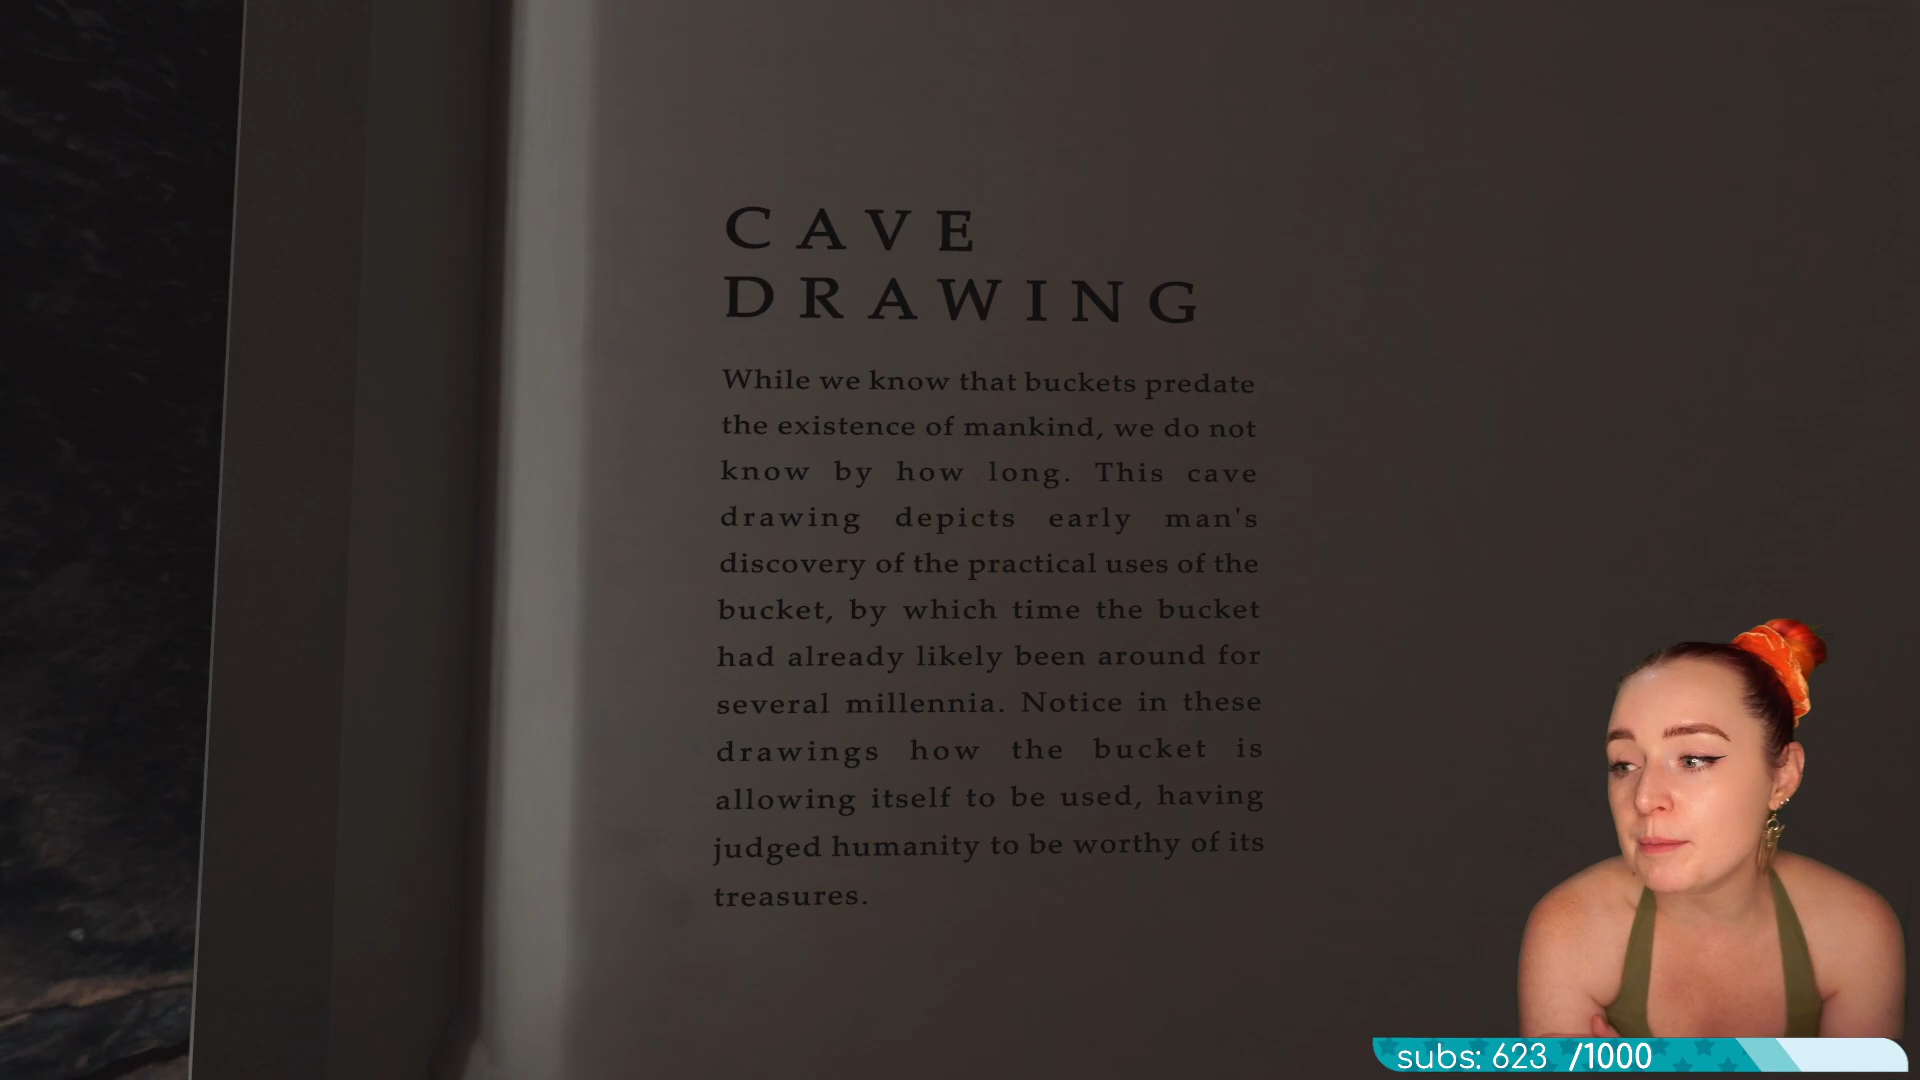 CAVE
DRAWING
While we know that buckets predate
the existence of mankind, we do not
know by how long. This cave
drawing depicts early man's
discovery of the practical uses of the
bucket, by which time the bucket
had already likely been around for
several millennia. Notice in these
drawings how the bucket is
allowing itself to be used, having
judged humanity to be worthy of its
treasures.
subs: 623 /1000